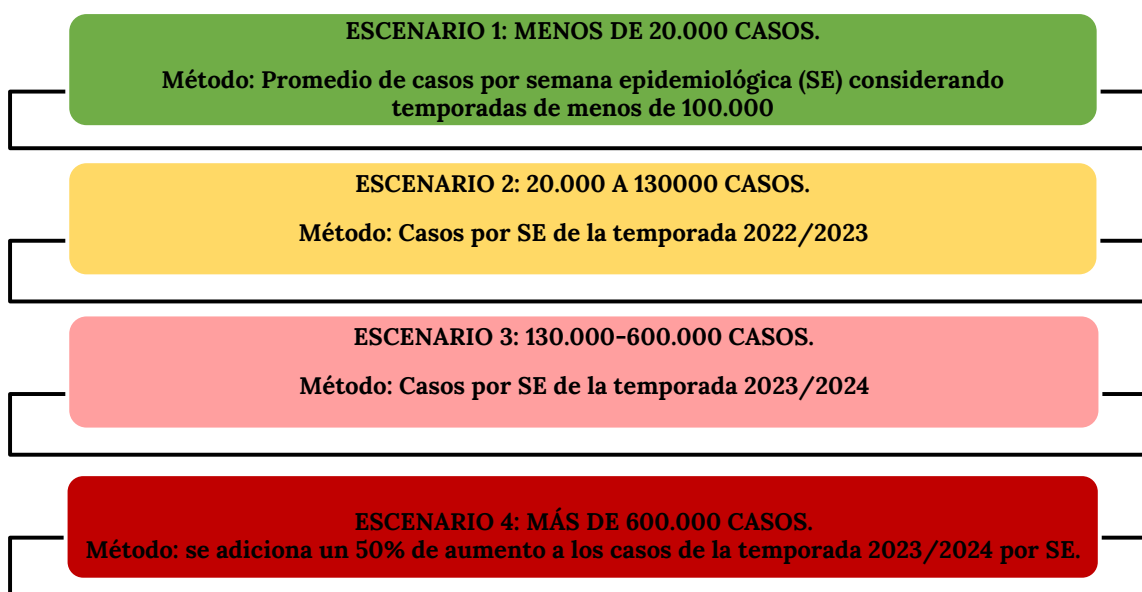 ESCENARIO 1: MENOS DE 20.000 CASOS.
Método: Promedio de casos por semana epidemiológica (SE) considerando
temporadas de menos de 100.000
ESCENARIO 2: 20.000 A 130000 CASOS.
Método: Casos por SE de la temporada 2022/2023
ESCENARIO 3: 130.000-600.000 CASOS.
Método: Casos por SE de la temporada 2023/2024
ESCENARIO 4: MÁS DE 600.000 CASOS.
Método: se adiciona un 50% de aumento a los casos de la temporada 2023/2024 por SE.